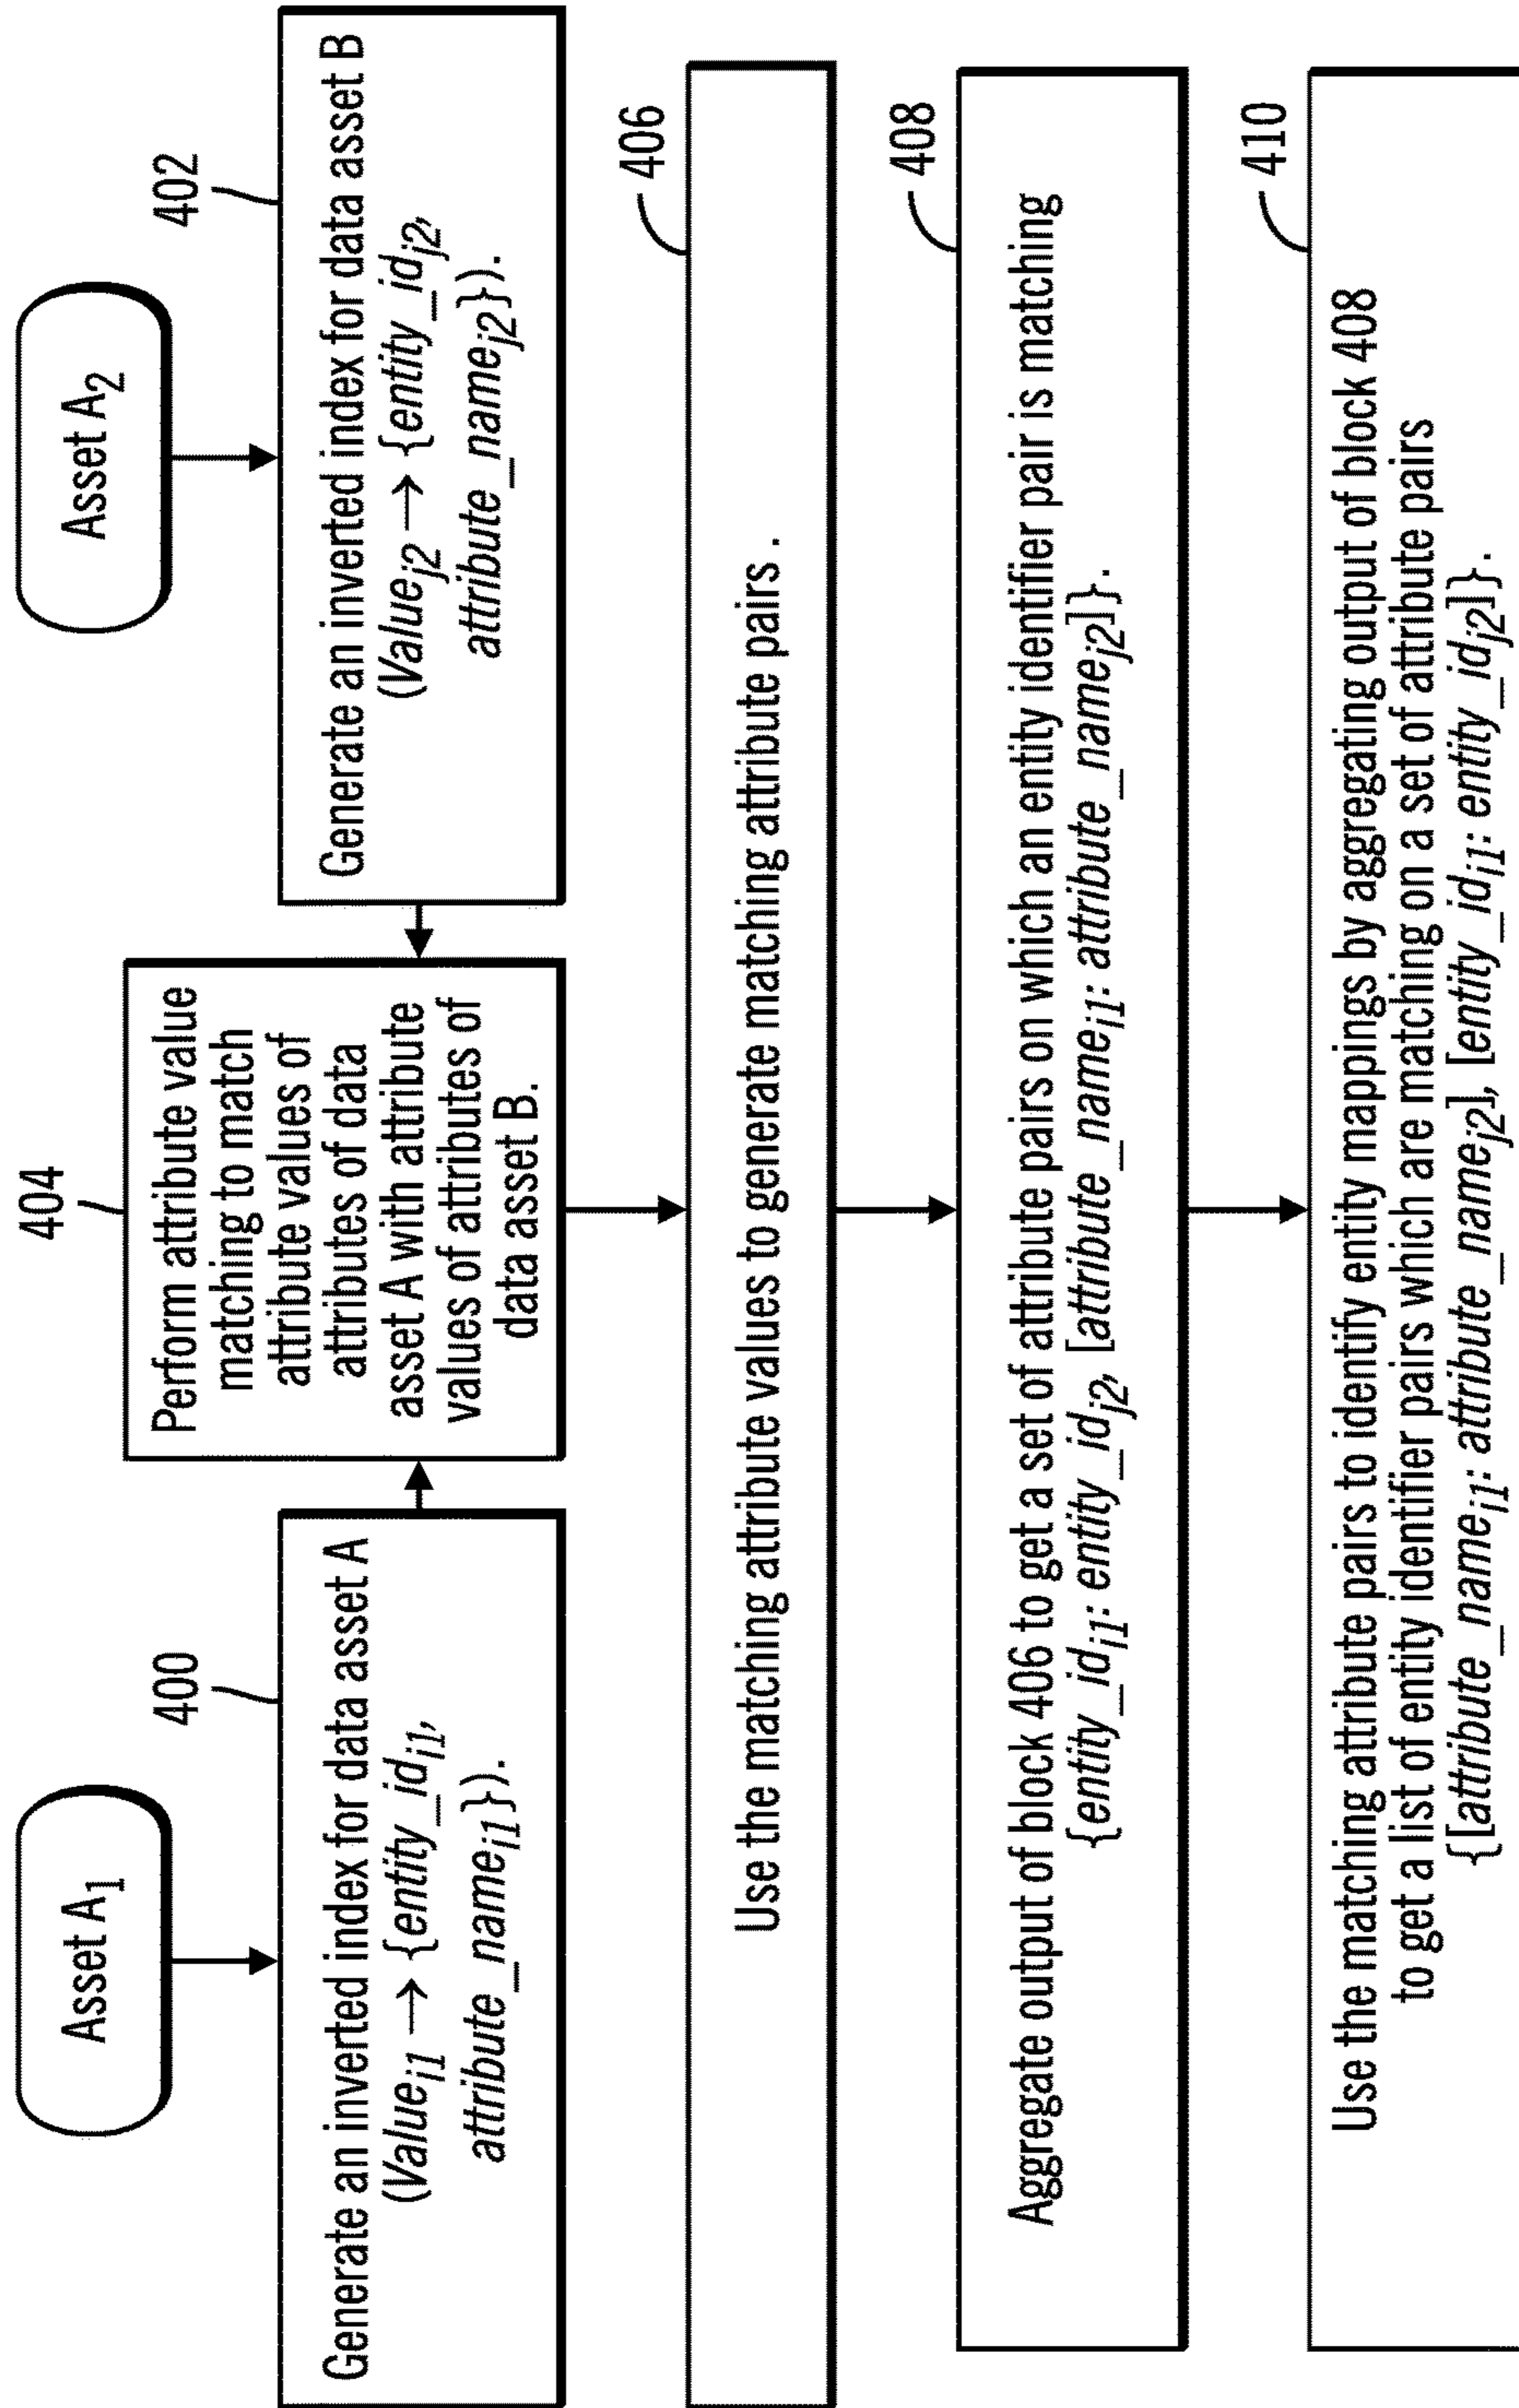 Asset A₁
Asset A₂
400
Generate an inverted index for data asset A
(Valueᵢ₁ → {entity_idᵢ₁,
attribute_nameᵢ₁}).
404
Perform attribute value
matching to match
attribute values of
attributes of data
asset A with attribute
values of attributes of
data asset B.
402
Generate an inverted index for data asset B
(Valueⱼ₂ → {entity_idⱼ₂,
attribute_nameⱼ₂}).
406
Use the matching attribute values to generate matching attribute pairs .
408
Aggregate output of block 406 to get a set of attribute pairs on which an entity identifier pair is matching
{entity_idᵢ₁: entity_idⱼ₂, [attribute_nameᵢ₁: attribute_nameⱼ₂]}.
410
Use the matching attribute pairs to identify entity mappings by aggregating output of block 408
to get a list of entity identifier pairs which are matching on a set of attribute pairs
{[attribute_nameᵢ₁: attribute_nameⱼ₂], [entity_idᵢ₁: entity_idⱼ₂]}.